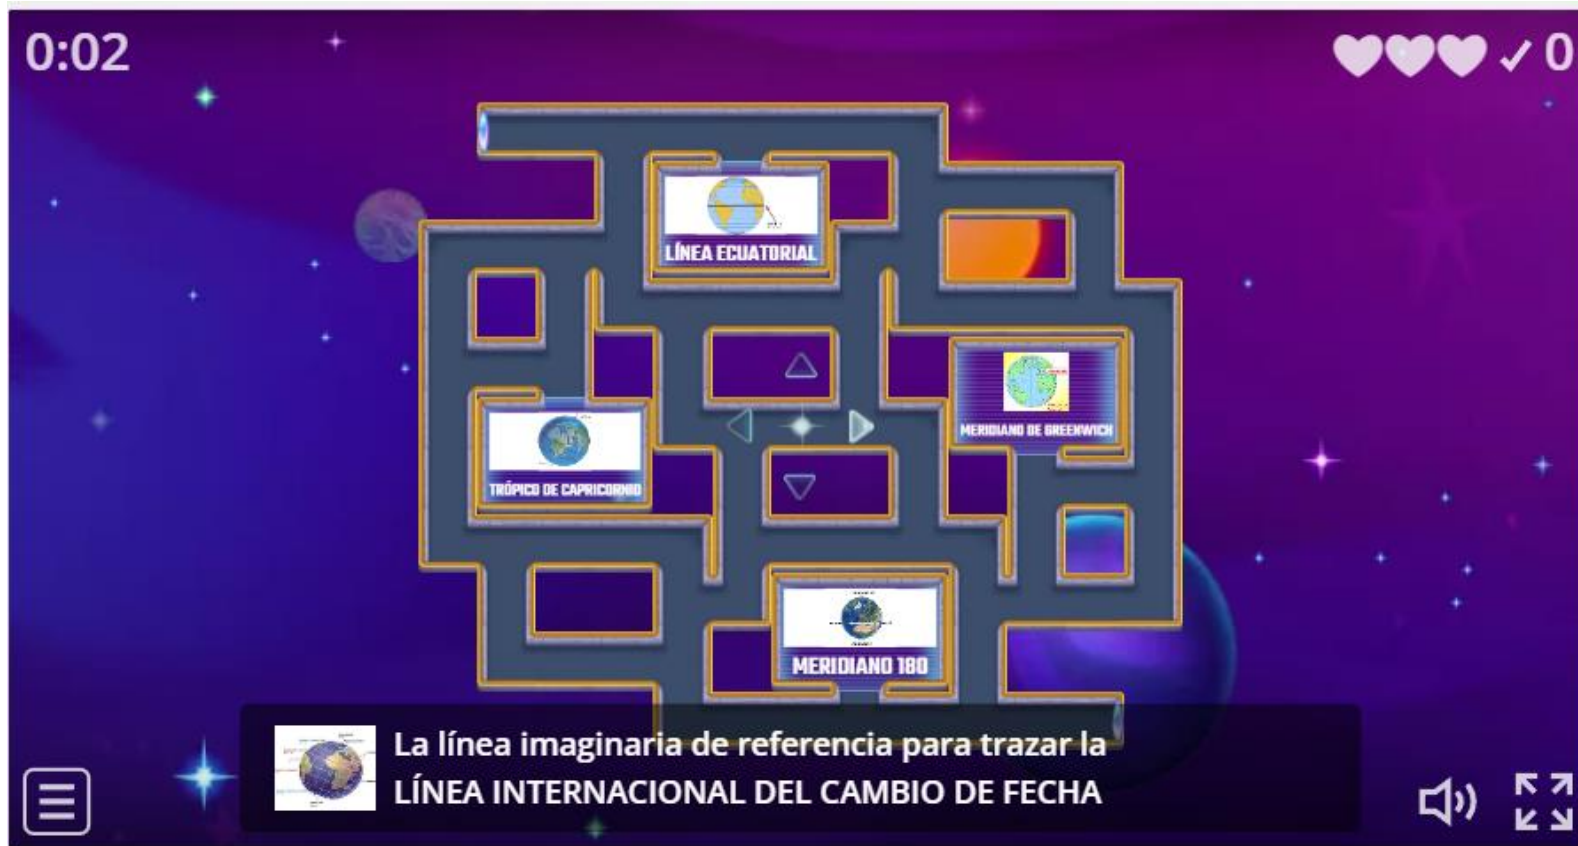 0:02
0
LÍNEA ECUATORIAL
MERIDIANO DE GREENWICH
TRÓPICO DE CAPRICORNIO
MERIDIANO 180
La línea imaginaria de referencia para trazar la
LÍNEA INTERNACIONAL DEL CAMBIO DE FECHA